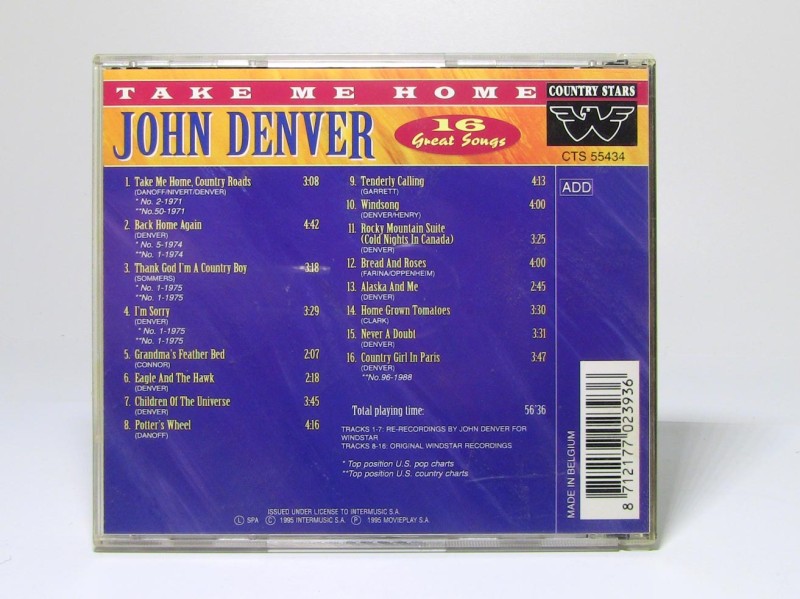 TAKE ME HOME
JOHN DENVER
16
Great Songs
COUNTRY STARS
CTS 55434
1. Take Me Home, Country Roads 3:08
(DANOFF/NIVERT/DENVER)
* No. 2-1971
**No.50-1971
2. Back Home Again 4:42
(DENVER)
* No. 5-1974
**No. 1-1974
3. Thank God I'm A Country Boy 3:18
(SOMMERS)
* No. 1-1975
**No. 1-1975
4. I'm Sorry 3:29
(DENVER)
* No. 1-1975
**No. 1-1975
5. Grandma's Feather Bed 2:07
(CONNOR)
6. Eagle And The Hawk 2:18
(DENVER)
7. Children Of The Universe 3:45
(DENVER)
8. Potter's Wheel 4:16
(DANOFF)
9. Tenderly Calling 4:13
(GARRETT)
10. Windsong 4:00
(DENVER/HENRY)
11. Rocky Mountain Suite
(Cold Nights In Canada) 3:25
(DENVER)
12. Bread And Roses 4:00
(FARINA/OPPENHEIM)
13. Alaska And Me 2:45
(DENVER)
14. Home Grown Tomatoes 3:30
(CLARK)
15. Never A Doubt 3:31
(DENVER)
16. Country Girl In Paris 3:47
(DENVER)
**No.96-1988
Total playing time: 56'36
TRACKS 1-7: RE-RECORDINGS BY JOHN DENVER FOR
WINDSTAR
TRACKS 8-16: ORIGINAL WINDSTAR RECORDINGS
* Top position U.S. pop charts
**Top position U.S. country charts
ADD
MADE IN BELGIUM
8 712177 023936
ISSUED UNDER LICENSE TO INTERMUSIC S.A.
Ⓛ SPA Ⓒ 1995 INTERMUSIC S.A. Ⓟ 1995 MOVIEPLAY S.A.